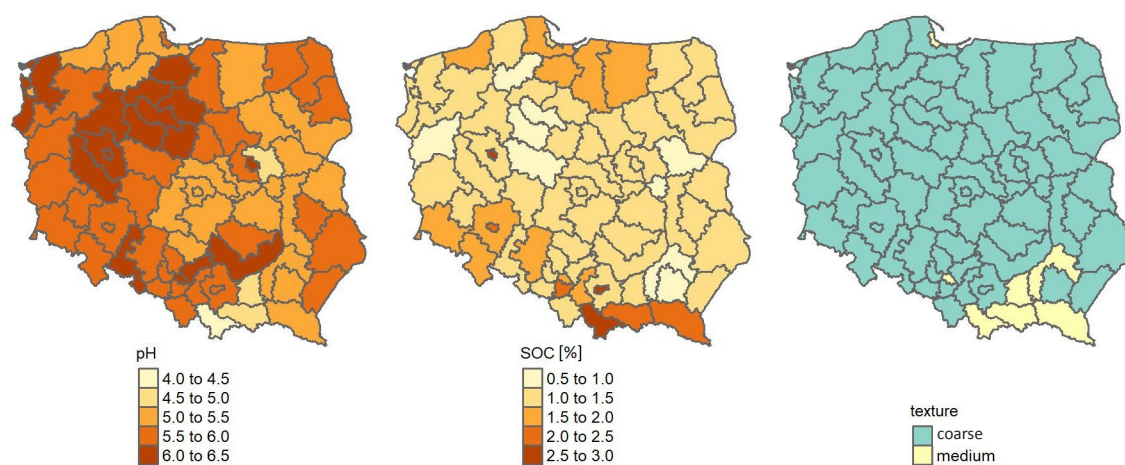 pH
4.0 to 4.5
4.5 to 5.0
5.0 to 5.5
5.5 to 6.0
6.0 to 6.5
SOC [%]
0.5 to 1.0
1.0 to 1.5
1.5 to 2.0
2.0 to 2.5
2.5 to 3.0
texture
coarse
medium